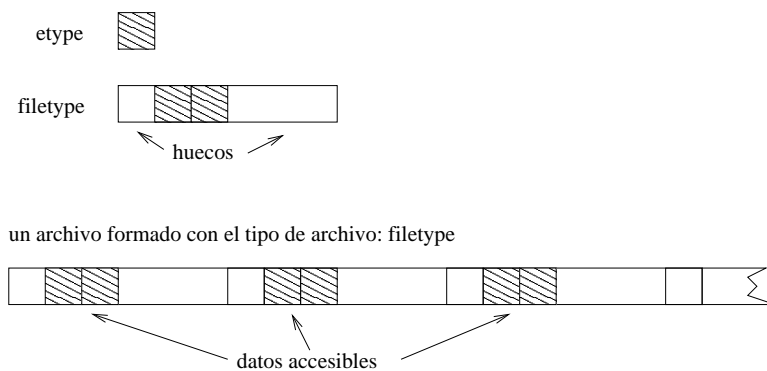 etype
filetype
huecos
un archivo formado con el tipo de archivo: filetype
datos accesibles